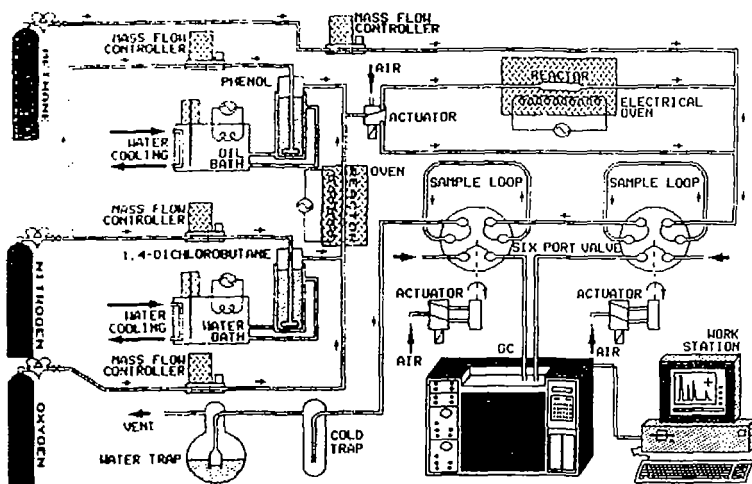 MASS FLOW
CONTROLLER
MASS FLOW
CONTROLLER
METHANE
PHENOL
AIR
ACTUATOR
REACTOR
ELECTRICAL
OVEN
WATER
COOLING
OIL
BATH
OVEN
SAMPLE LOOP
SAMPLE LOOP
MASS FLOW
CONTROLLER
1,4-DICHLOROBUTANE
SIX PORT VALVE
NITROGEN
WATER
COOLING
WATER
BATH
ACTUATOR
ACTUATOR
AIR
AIR
GC
WORK
STATION
MASS FLOW
CONTROLLER
OXYGEN
VENT
WATER TRAP
COLD
TRAP